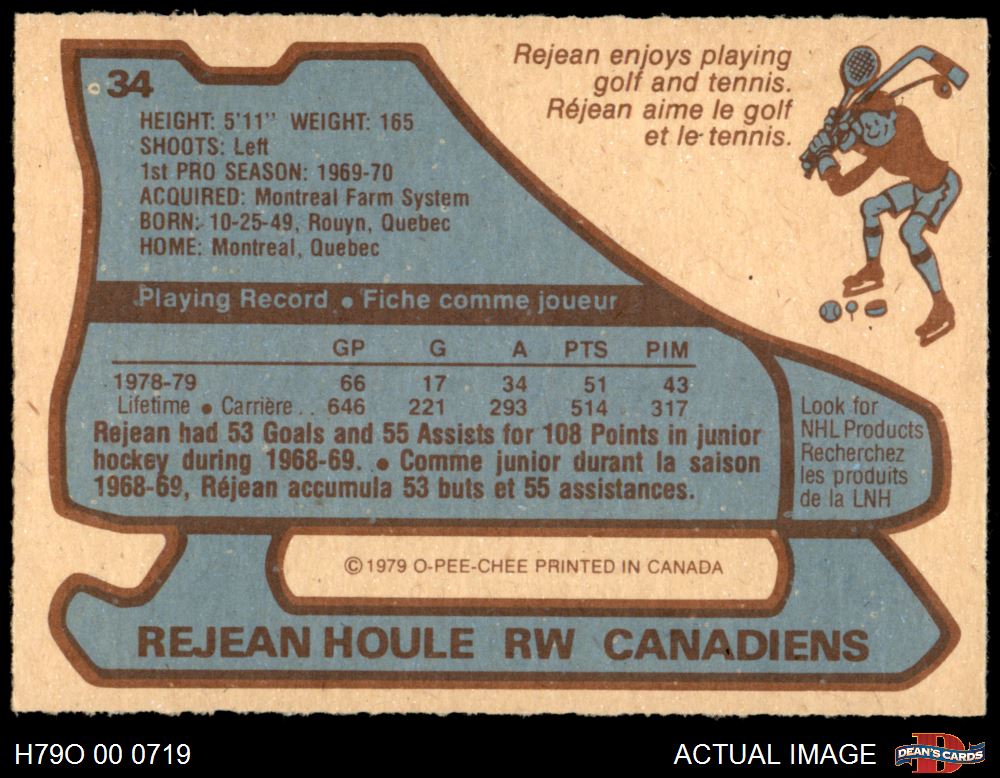 34
Rejean enjoys playing
golf and tennis.
Réjean aime le golf
et le tennis.
HEIGHT: 5'11" WEIGHT: 165
SHOOTS: Left
1st PRO SEASON: 1969-70
ACQUIRED: Montreal Farm System
BORN: 10-25-49, Rouyn, Quebec
HOME: Montreal, Quebec
Playing Record • Fiche comme joueur
GP G A PTS PIM
1978-79 66 17 34 51 43
Lifetime • Carrière . . 646 221 293 514 317
Rejean had 53 Goals and 55 Assists for 108 Points in junior
hockey during 1968-69. • Comme junior durant la saison
1968-69, Réjean accumula 53 buts et 55 assistances.
Look for
NHL Products
Recherchez
les produits
de la LNH
©1979 O-PEE-CHEE PRINTED IN CANADA
REJEAN HOULE RW CANADIENS
H79O 00 0719
ACTUAL IMAGE
D
DEAN'S CARDS